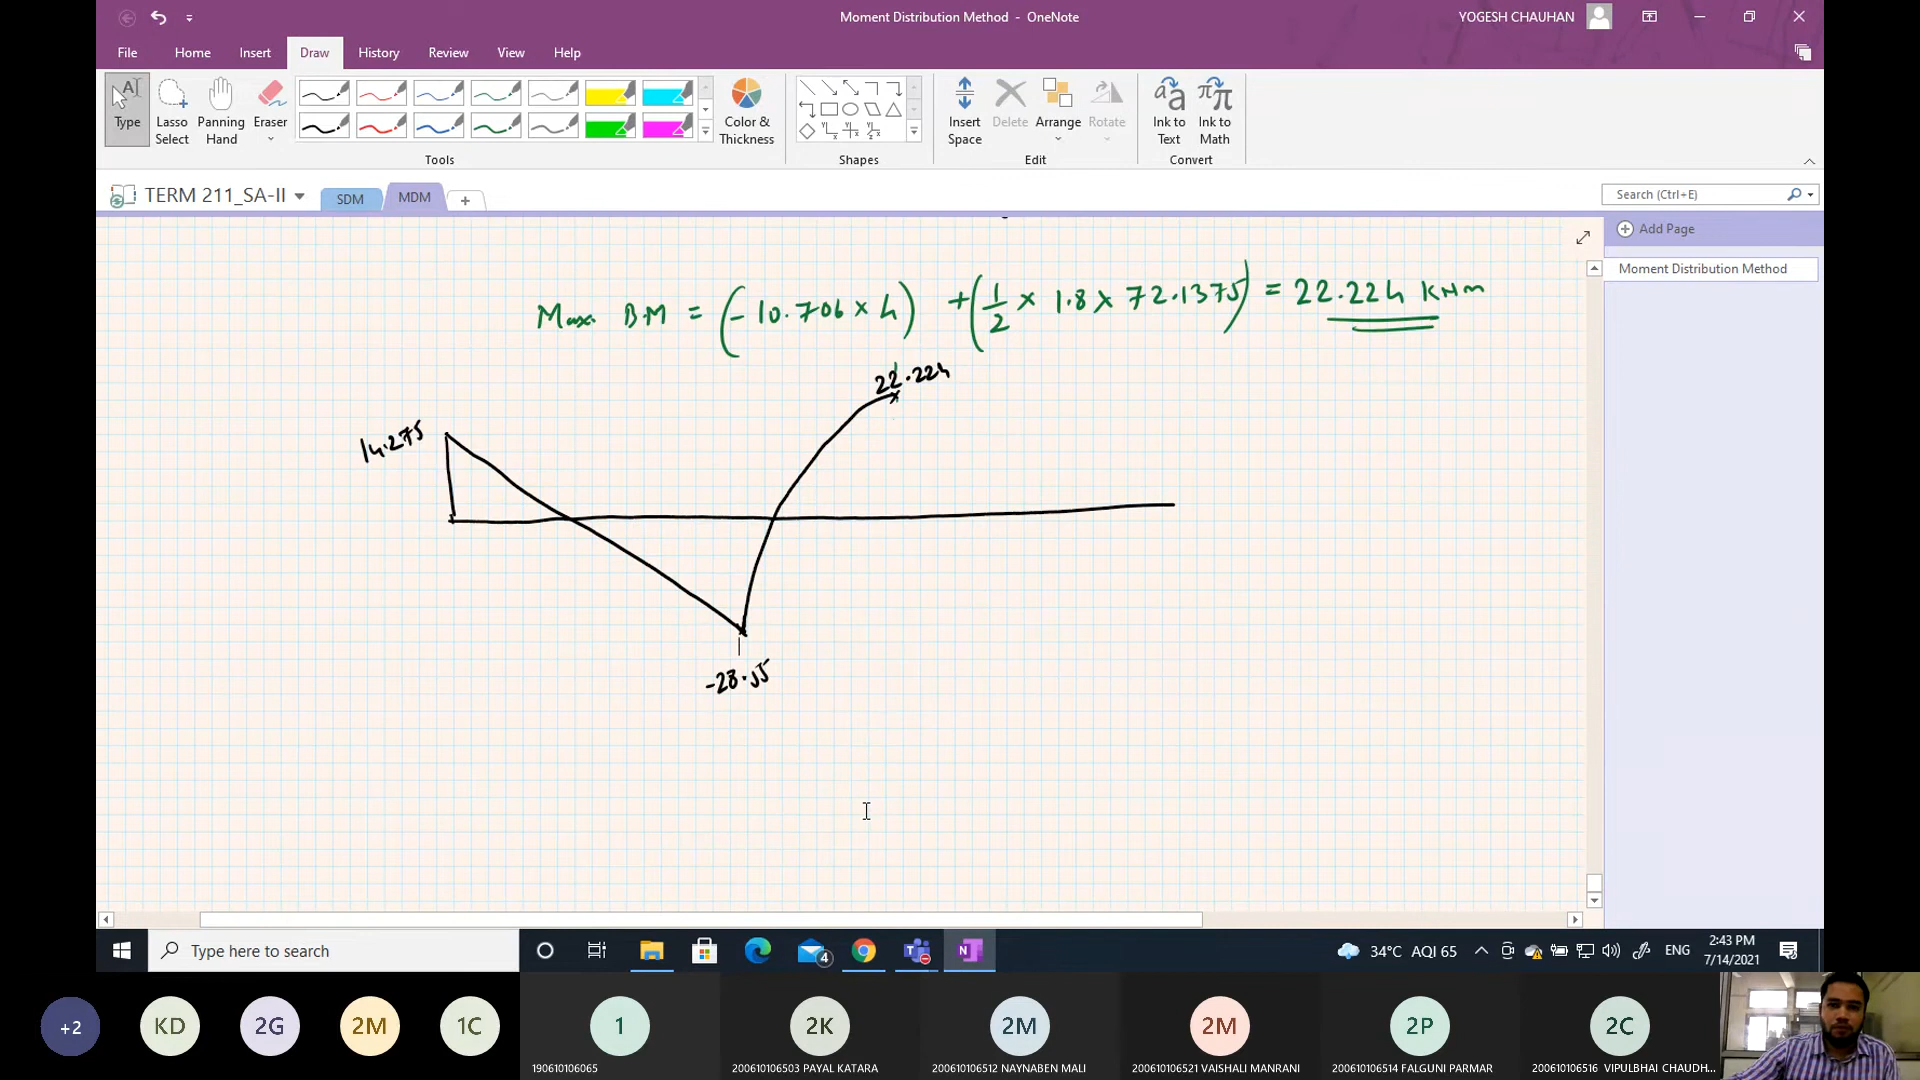 Moment Distribution Method - OneNote
YOGESH CHAUHAN
File Home Insert Draw History Review View Help
Type
Lasso Select
Panning Hand
Eraser
Color & Thickness
Insert Space
Delete
Arrange
Rotate
Ink to Text
Ink to Math
Tools
Shapes
Edit
Convert
TERM 211_SA-II
SDM
MDM
Search (Ctrl+E)
Add Page
Moment Distribution Method
Max. B.M = (-10.706 x 4) + (1/2 x 1.8 x 72.1375) = 22.224 KNm
22.224
14.275
-28.55
Type here to search
4
34°C AQI 65
ENG
2:43 PM
7/14/2021
+2
KD
2G
2M
1C
1
2K
2M
2M
2P
2C
190610106065
200610106503 PAYAL KATARA
200610106512 NAYNABEN MALI
200610106521 VAISHALI MANRANI
200610106514 FALGUNI PARMAR
200610106516 VIPULBHAI CHAUDH...